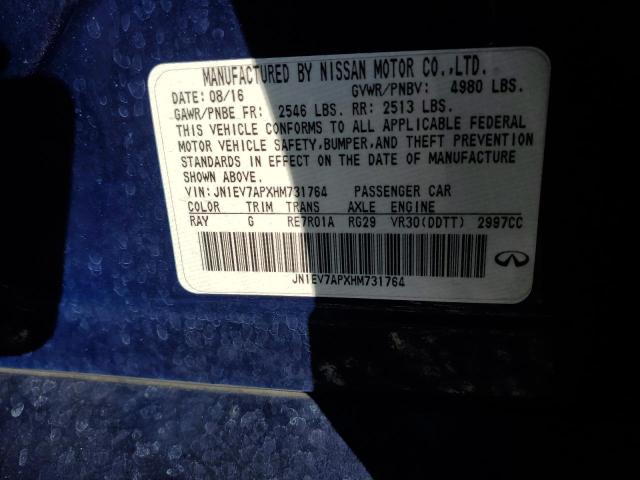 MANUFACTURED BY NISSAN MOTOR CO.,LTD.
DATE: 08/16 GVWR/PNBV: 4980 LBS.
GAWR/PNBE FR: 2546 LBS. RR: 2513 LBS.
THIS VEHICLE CONFORMS TO ALL APPLICABLE FEDERAL
MOTOR VEHICLE SAFETY,BUMPER,AND THEFT PREVENTION
STANDARDS IN EFFECT ON THE DATE OF MANUFACTURE
SHOWN ABOVE.
VIN: JN1EV7APXHM731764 PASSENGER CAR
COLOR TRIM TRANS AXLE ENGINE
RAY G RE7R01A RG29 VR30(DDTT) 2997CC
JN1EV7APXHM731764